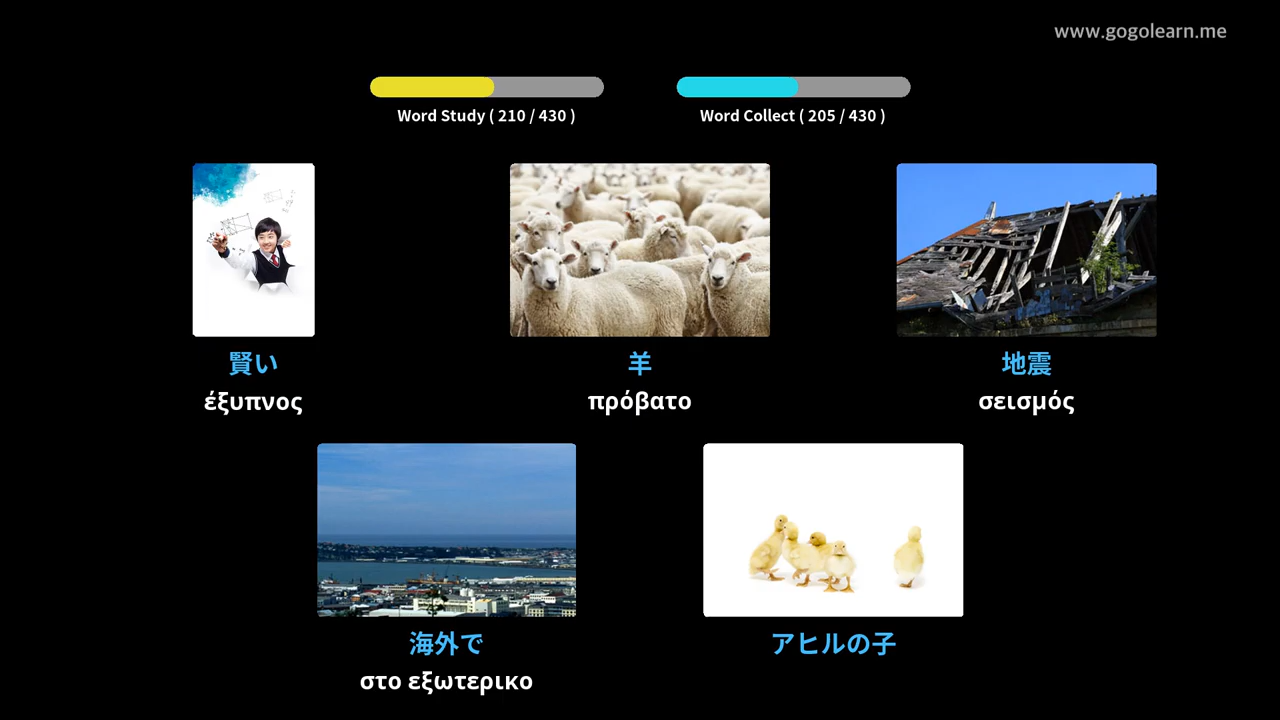 www.gogolearn.me
Word Study ( 210 / 430 )
Word Collect ( 205 / 430 )
賢い
έξυπνος
羊
πρόβατο
地震
σεισμός
海外で
στο εξωτερικο
アヒルの子